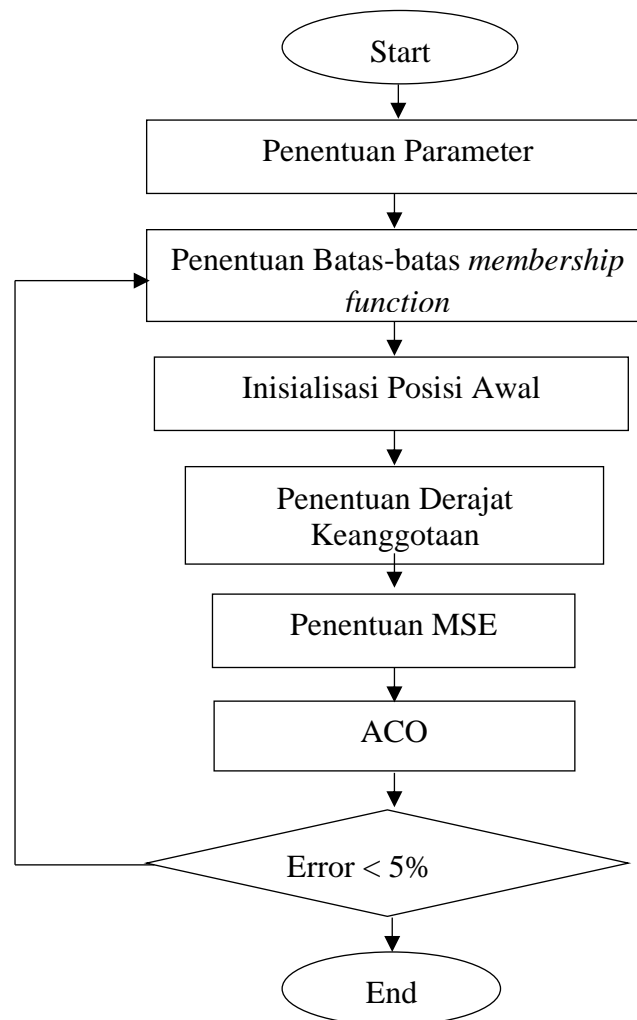 Start
Penentuan Parameter
Penentuan Batas-batas membership
function
Inisialisasi Posisi Awal
Penentuan Derajat
Keanggotaan
Penentuan MSE
ACO
Error < 5%
End